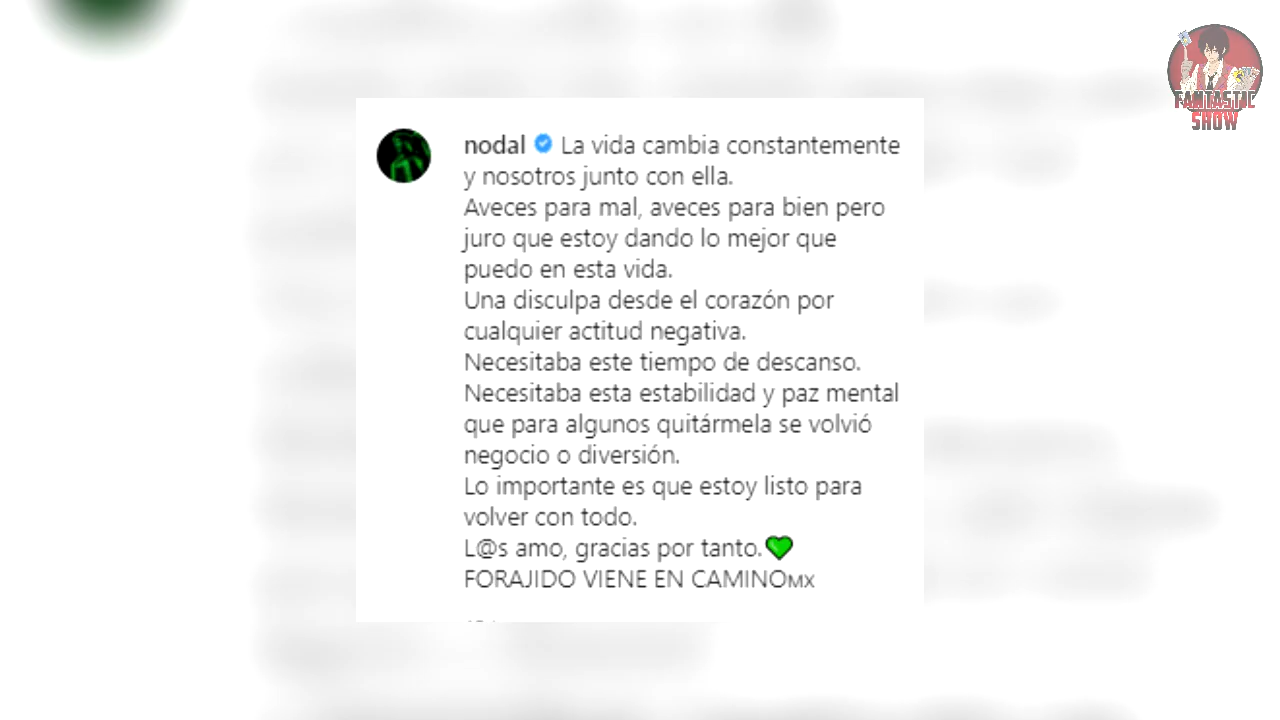 FANTASTIC
SHOW
nodal La vida cambia constantemente
y nosotros junto con ella.
Aveces para mal, aveces para bien pero
juro que estoy dando lo mejor que
puedo en esta vida.
Una disculpa desde el corazón por
cualquier actitud negativa.
Necesitaba este tiempo de descanso.
Necesitaba esta estabilidad y paz mental
que para algunos quitármela se volvió
negocio o diversión.
Lo importante es que estoy listo para
volver con todo.
L@s amo, gracias por tanto.💚
FORAJIDO VIENE EN CAMINOMX